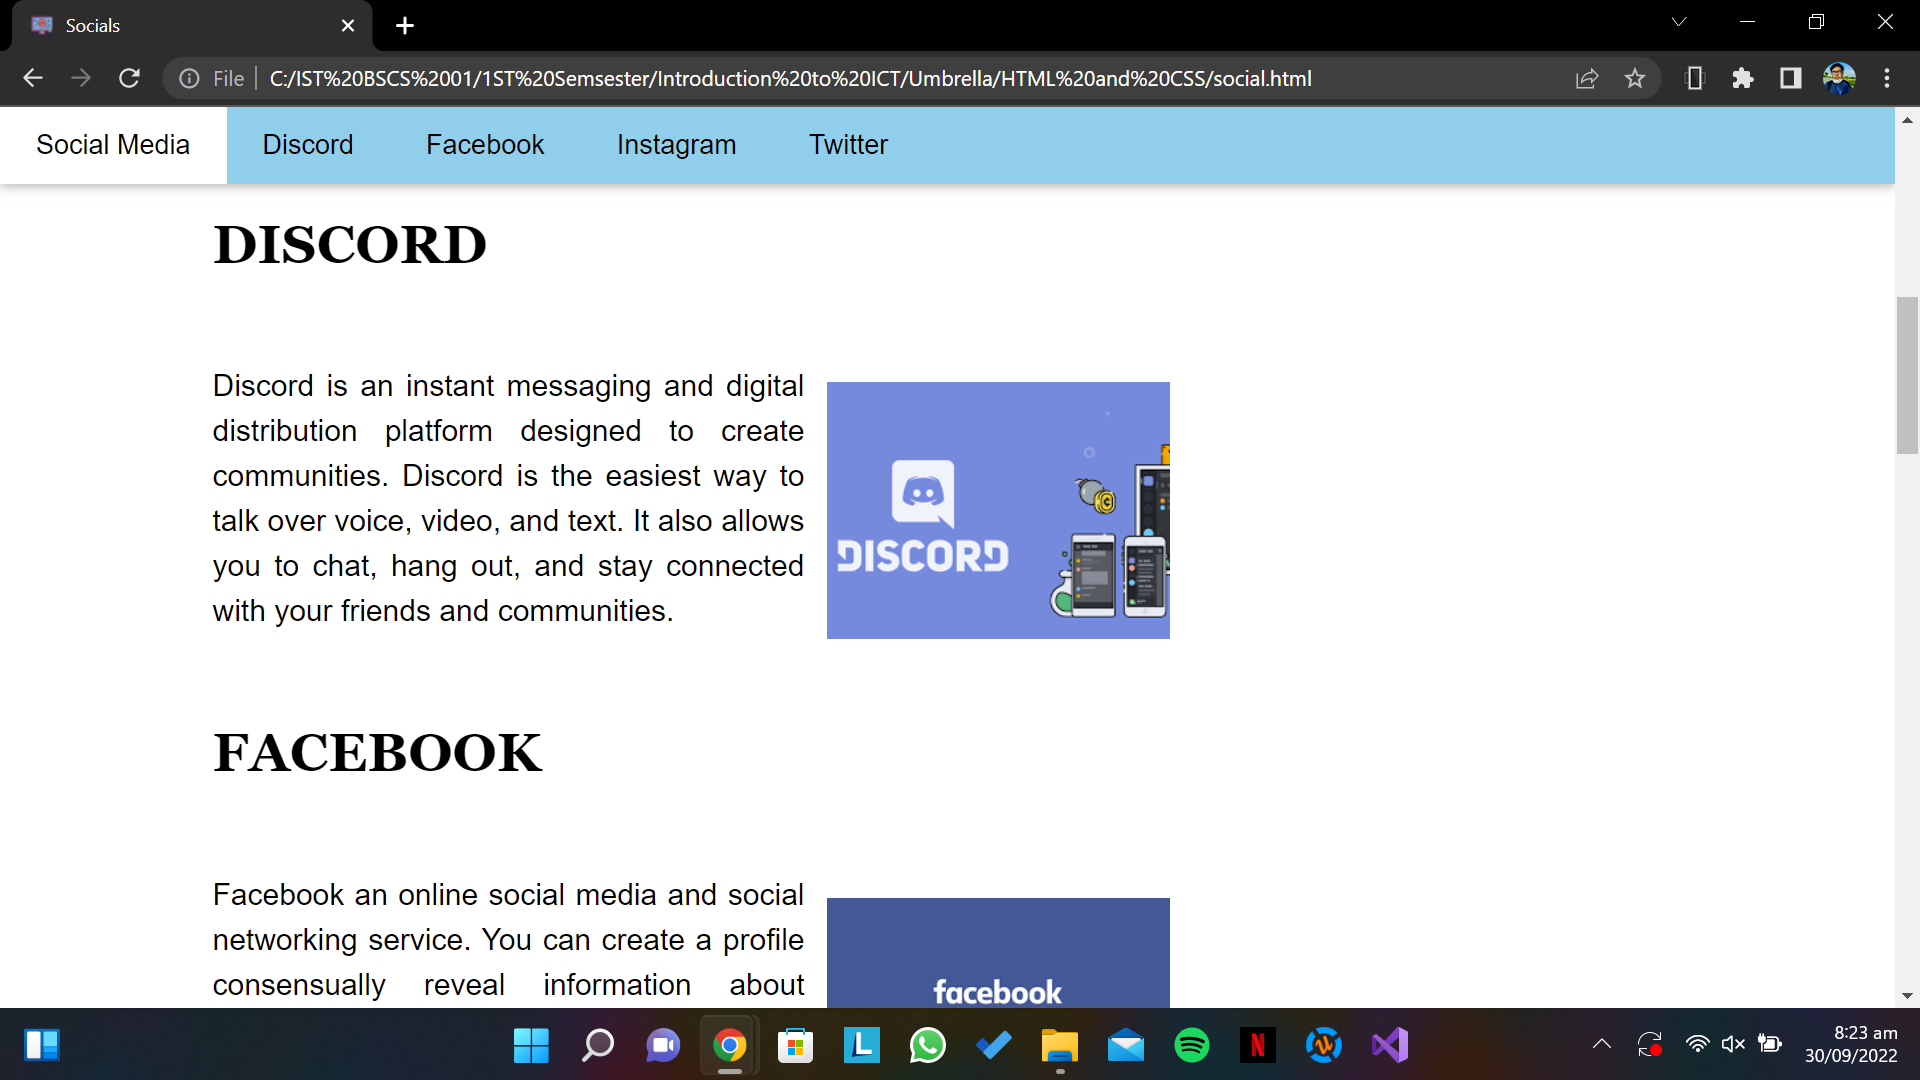 Socials
File
C:/IST%20BSCS%2001/1ST%20Semsester/Introduction%20to%20ICT/Umbrella/HTML%20and%20CSS/social.html
Social Media
Discord
Facebook
Instagram
Twitter
DISCORD
Discord is an instant messaging and digital
distribution platform designed to create
communities. Discord is the easiest way to
talk over voice, video, and text. It also allows
you to chat, hang out, and stay connected
with your friends and communities.
DISCORD
FACEBOOK
Facebook an online social media and social
networking service. You can create a profile
consensually reveal information about
facebook
8:23 am
30/09/2022